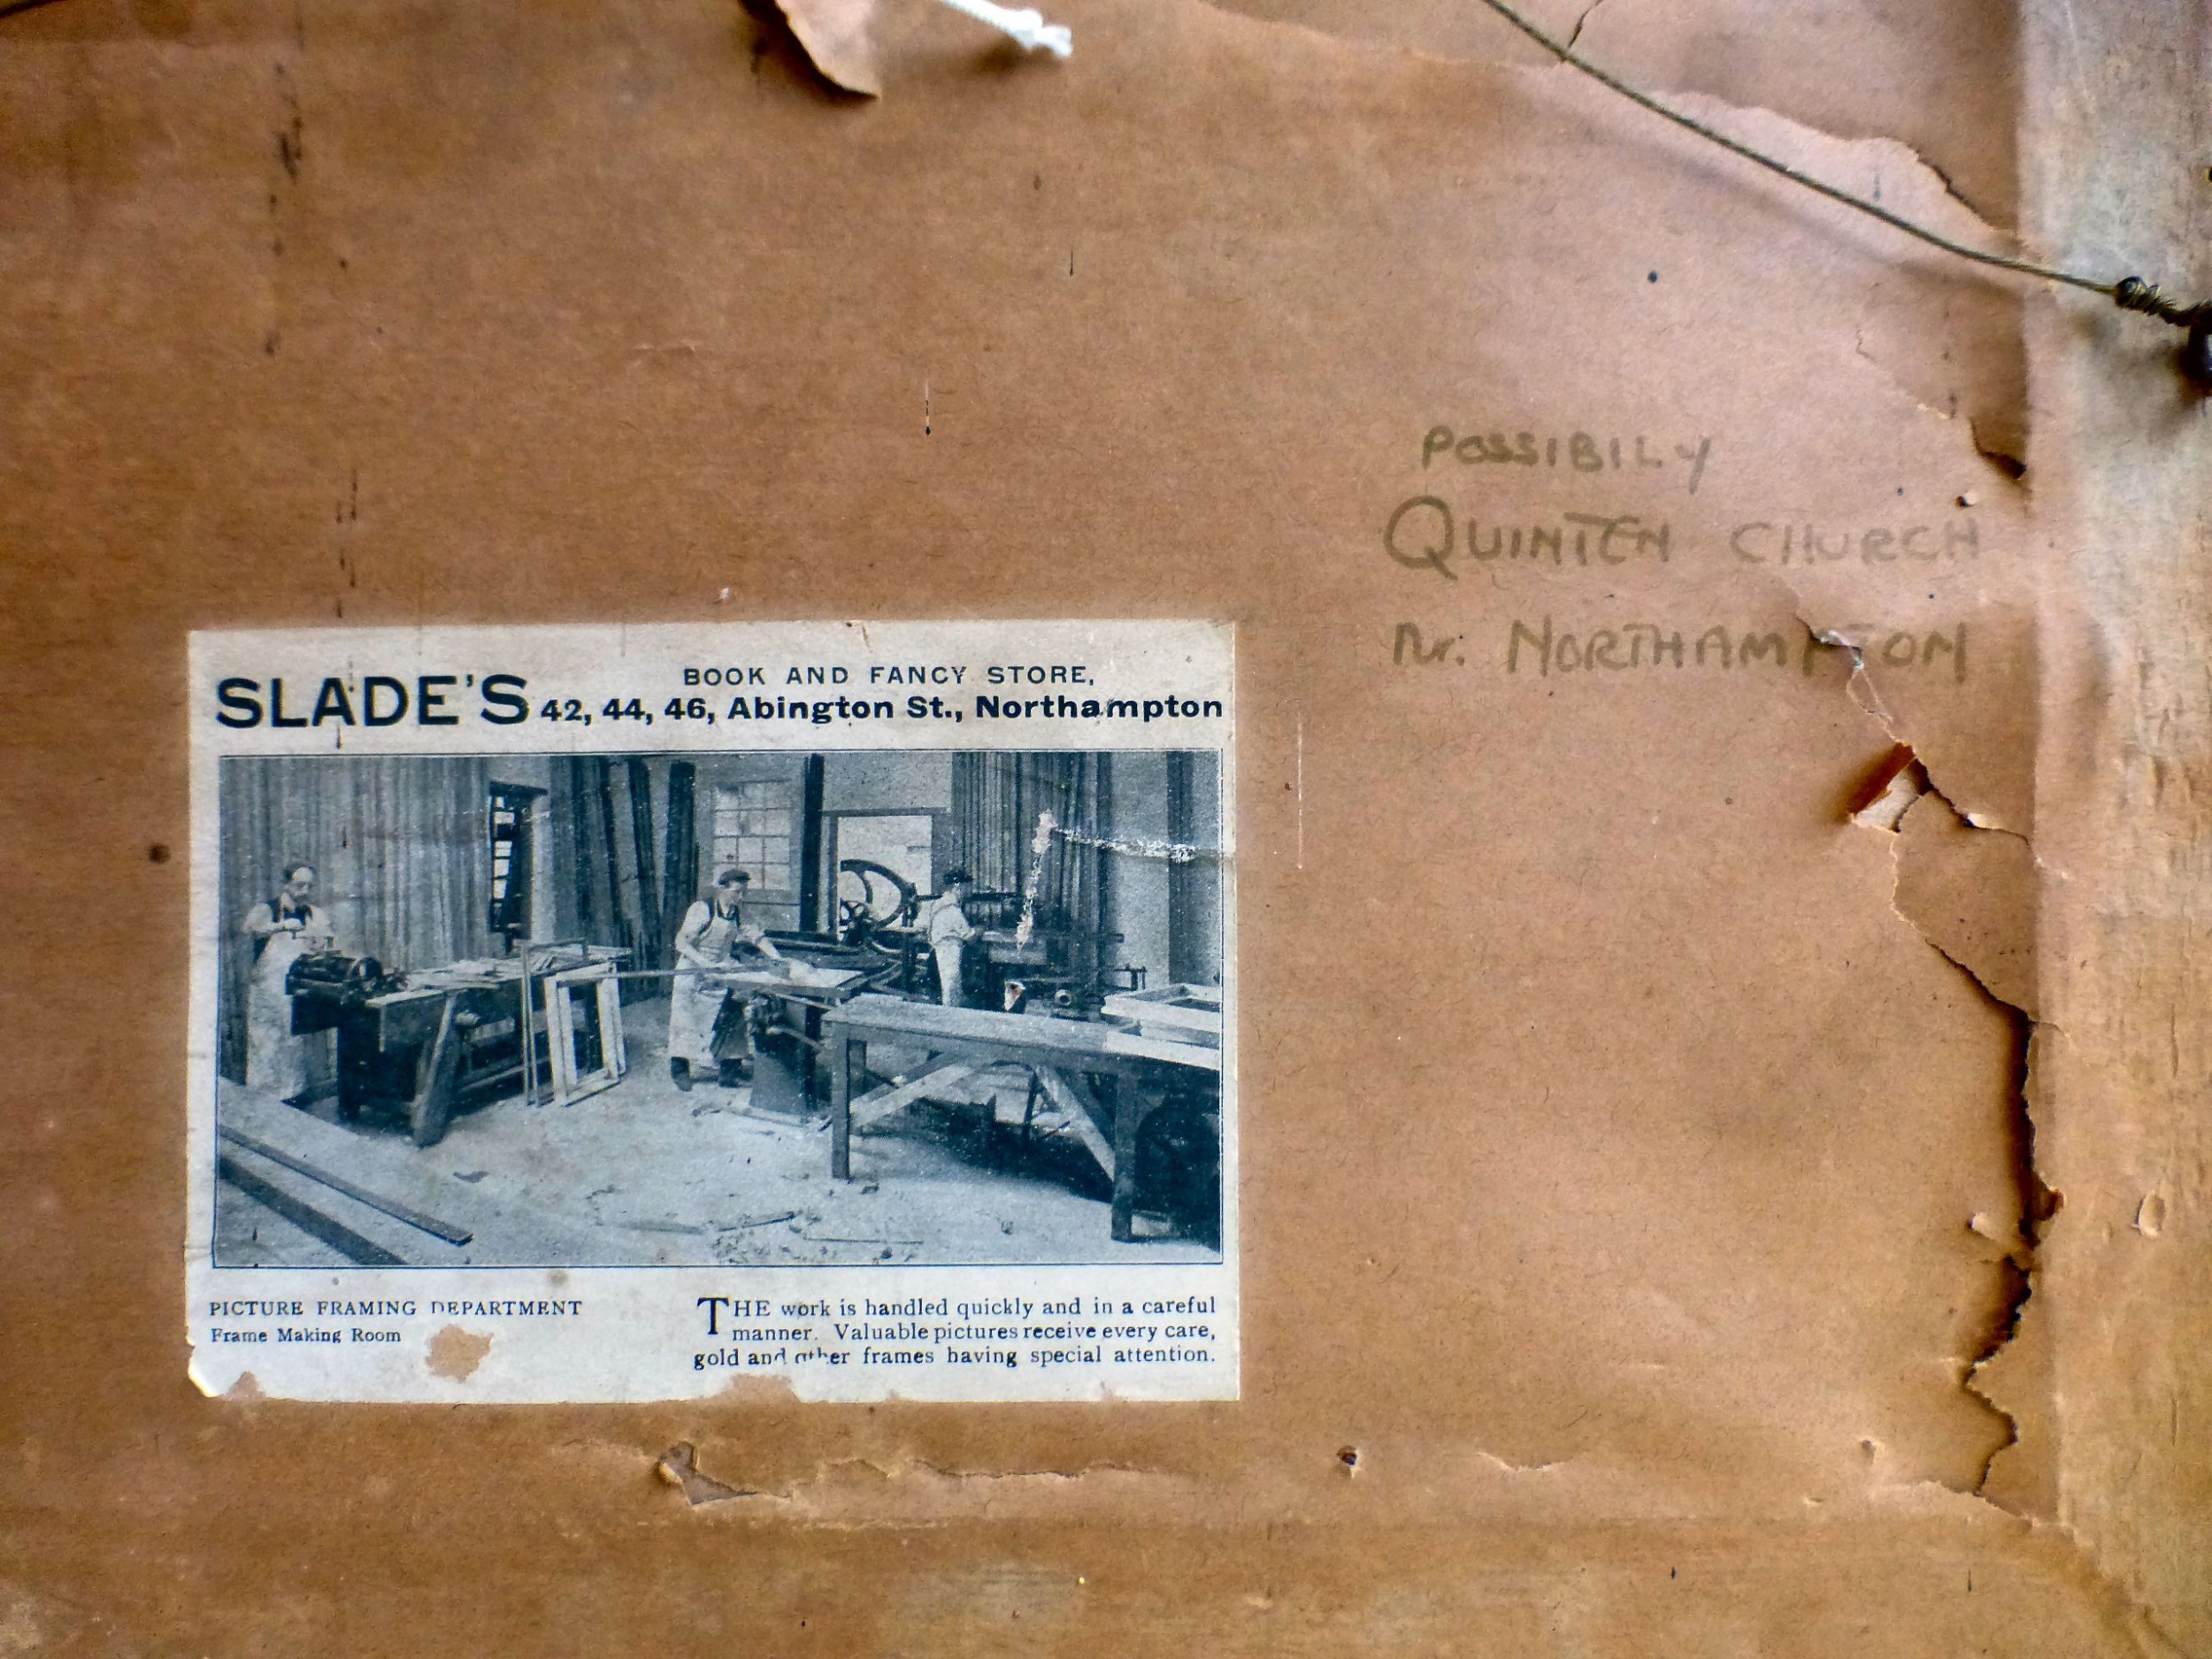 POSSIBILY
QUINTEN CHURCH
Nr. NORTHAMPTON
SLADE'S
BOOK AND FANCY STORE,
42, 44, 46, Abington St., Northampton
PICTURE FRAMING DEPARTMENT
Frame Making Room
THE work is handled quickly and in a careful
manner. Valuable pictures receive every care,
gold and other frames having special attention.